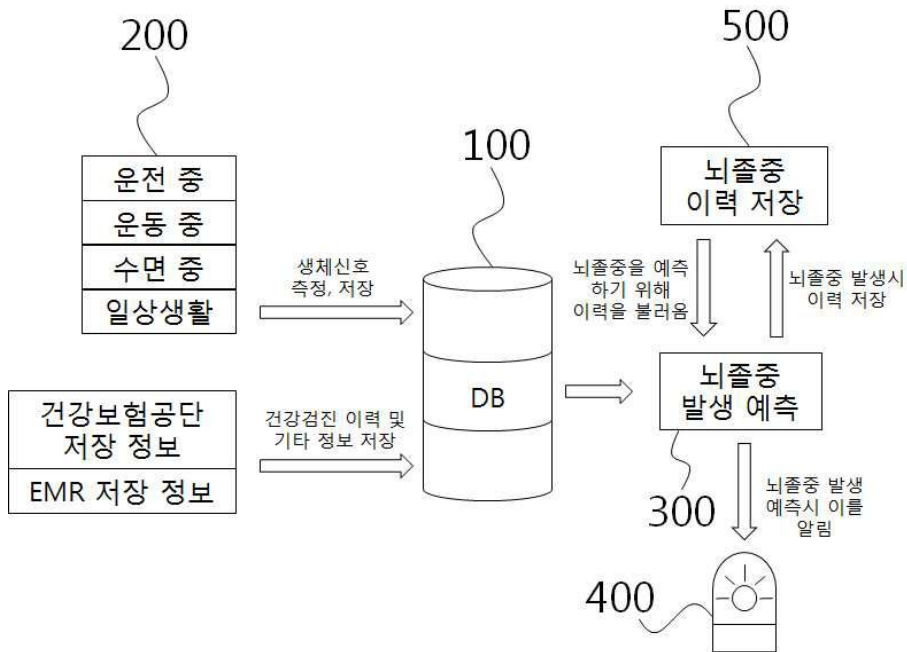 200
운전 중
운동 중
수면 중
일상생활
생체신호
측정, 저장
건강보험공단
저장 정보
EMR 저장 정보
건강검진 이력 및
기타 정보 저장
100
DB
500
뇌졸중
이력 저장
뇌졸중을 예측
하기 위해
이력을 불러옴
뇌졸중 발생시
이력 저장
뇌졸중
발생 예측
300
뇌졸중 발생
예측시 이를
알림
400